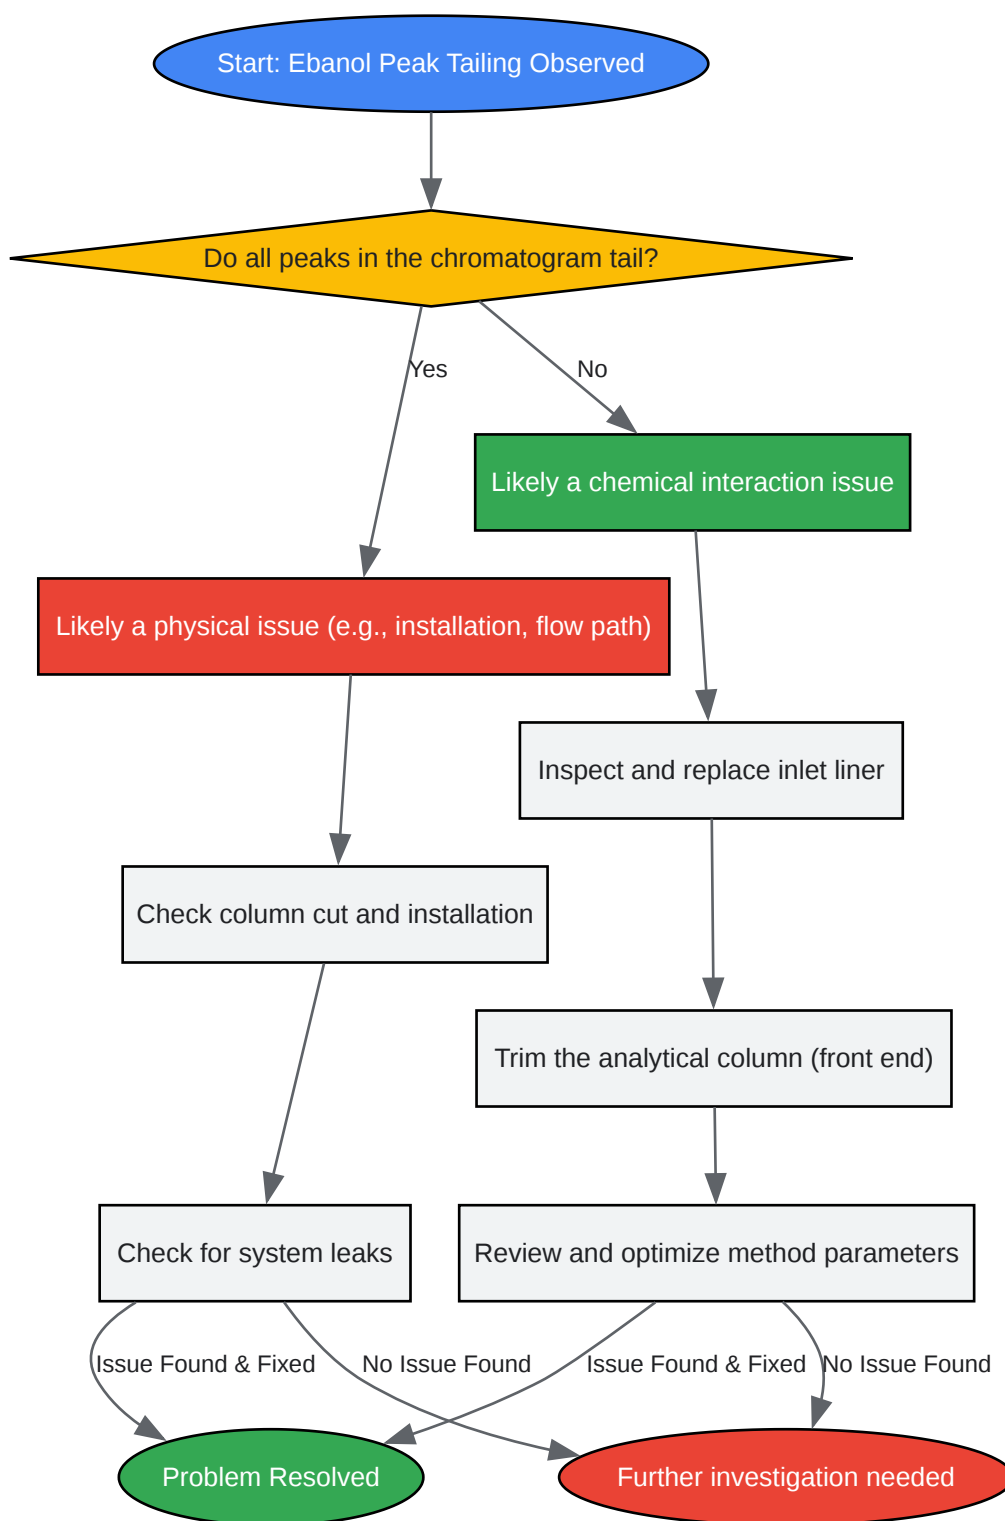 Start: Ebanol Peak Tailing Observed
Do all peaks in the chromatogram tail?
Yes
No
Likely a chemical interaction issue
Likely a physical issue (e.g., installation, flow path)
Inspect and replace inlet liner
Check column cut and installation
Trim the analytical column (front end)
Check for system leaks
Review and optimize method parameters
Issue Found & Fixed
No Issue Found
Issue Found & Fixed
No Issue Found
Problem Resolved
Further investigation needed